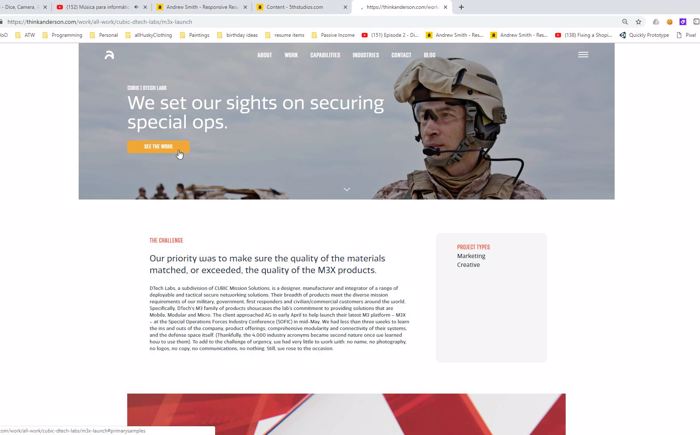 - Dice, Camera,
(152) Música para informátic
Andrew Smith - Responsive Res
Content - 5thstudios.com
https://thinkanderson.com/wor
https://thinkanderson.com/work/all-work/cubic-dtech-labs/m3x-launch
ATW
Programming
Personal
allHuskyClothing
Paintings
birthday ideas
resume items
Passive Income
(151) Episode 2 - Di...
Andrew Smith - Res...
Andrew Smith - Res...
(138) Fixing a Shopi...
Quickly Prototype
Pixel
ABOUT WORK CAPABILITIES INDUSTRIES CONTACT BLOG
CUBIC | DTECH LABS
We set our sights on securing
special ops.
SEE THE WORK
THE CHALLENGE
Our priority was to make sure the quality of the materials
matched, or exceeded, the quality of the M3X products.
DTech Labs, a subdivision of CUBIC Mission Solutions, is a designer, manufacturer and integrator of a range of
deployable and tactical secure networking solutions. Their breadth of products meet the diverse mission
requirements of our military, government, first responders and civilian/commercial customers around the world.
Specifically, DTech's M3 family of products showcases the lab's commitment to providing solutions that are
Mobile, Modular and Micro. The client approached AG in early April to help launch their latest M3 platform – M3X
– at the Special Operations Forces Industry Conference (SOFIC) in mid-May. We had less than three weeks to learn
the ins and outs of the company, product offerings, comprehensive modularity and connectivity of their systems,
and the defense space itself. (Thankfully, the 4,000 industry acronyms became second nature once we learned
how to use them). To add to the challenge of urgency, we had very little to work with: no name, no photography,
no logos, no copy, no communications, no nothing. Still, we rose to the occasion.
PROJECT TYPES
Marketing
Creative
com/work/all-work/cubic-dtech-labs/m3x-launch#primarysamples